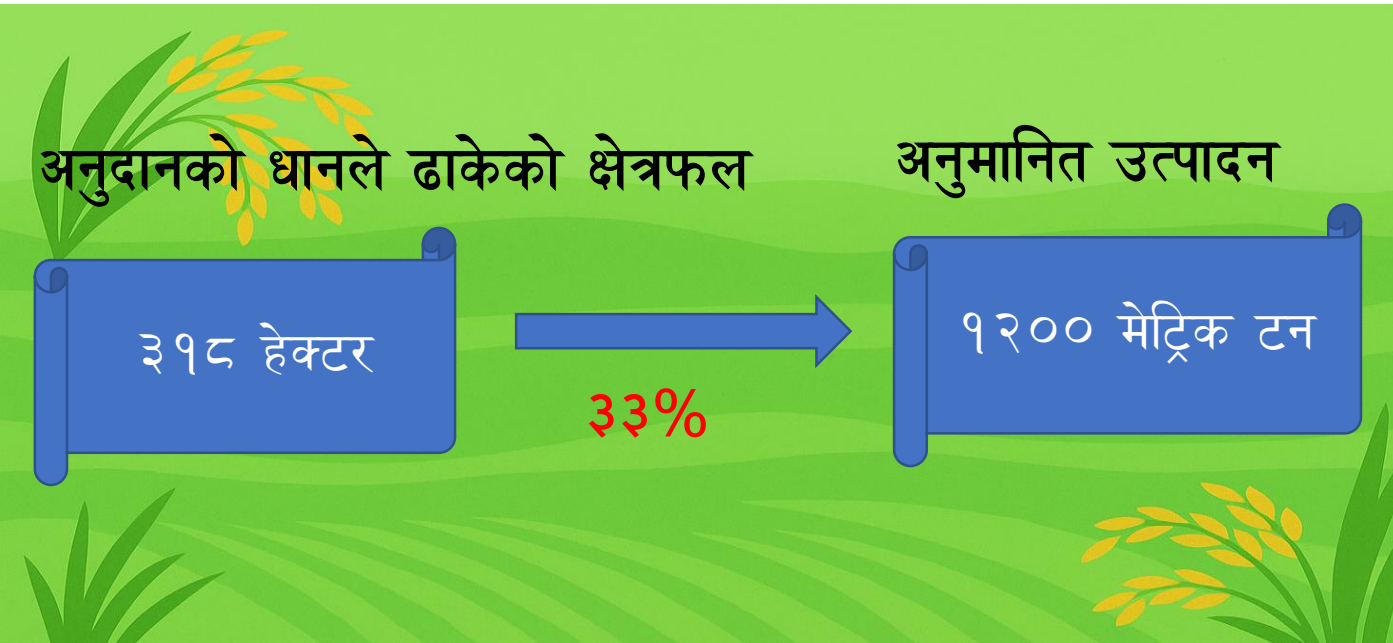 अनुदानको धानले ढाकेको क्षेत्रफल
३१८ हेक्टर
३३%
अनुमानित उत्पादन
१२०० मेट्रिक टन